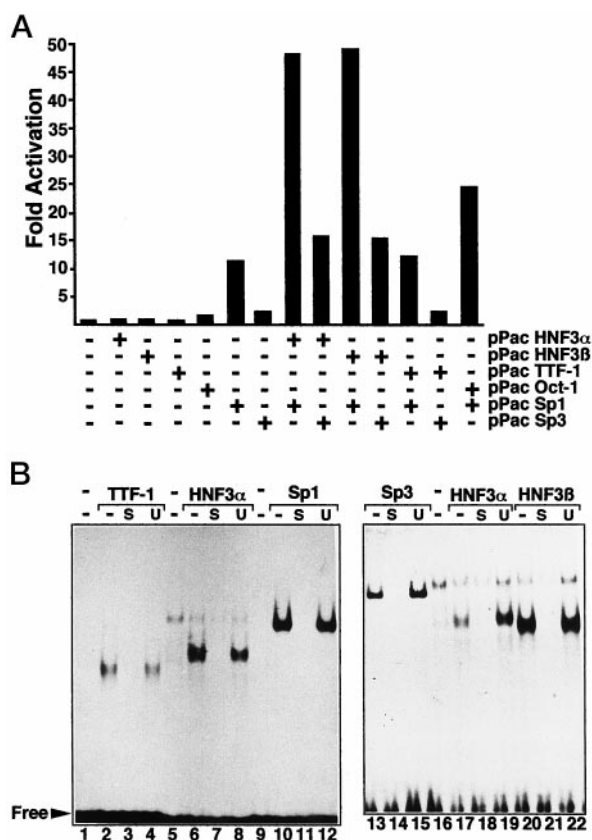 A
Fold Activation
50
45
40
35
30
25
20
15
10
5
- + - - - - - + + - - - - - pPac HNF3α
- - + - - - - - - + + - - - pPac HNF3ß
- - - + - - - - - - - + + - pPac TTF-1
- - - - + - - - - - - - - + pPac Oct-1
- - - - - + - + - + - + - + pPac Sp1
- - - - - - + - + - + - + - pPac Sp3
B
- TTF-1 - HNF3α - Sp1
- S U - S U - S U
Sp3 - HNF3α HNF3ß
- S U - S U - S U
Free
1 2 3 4 5 6 7 8 9 10 11 12
13 14 15 16 17 18 19 20 21 22